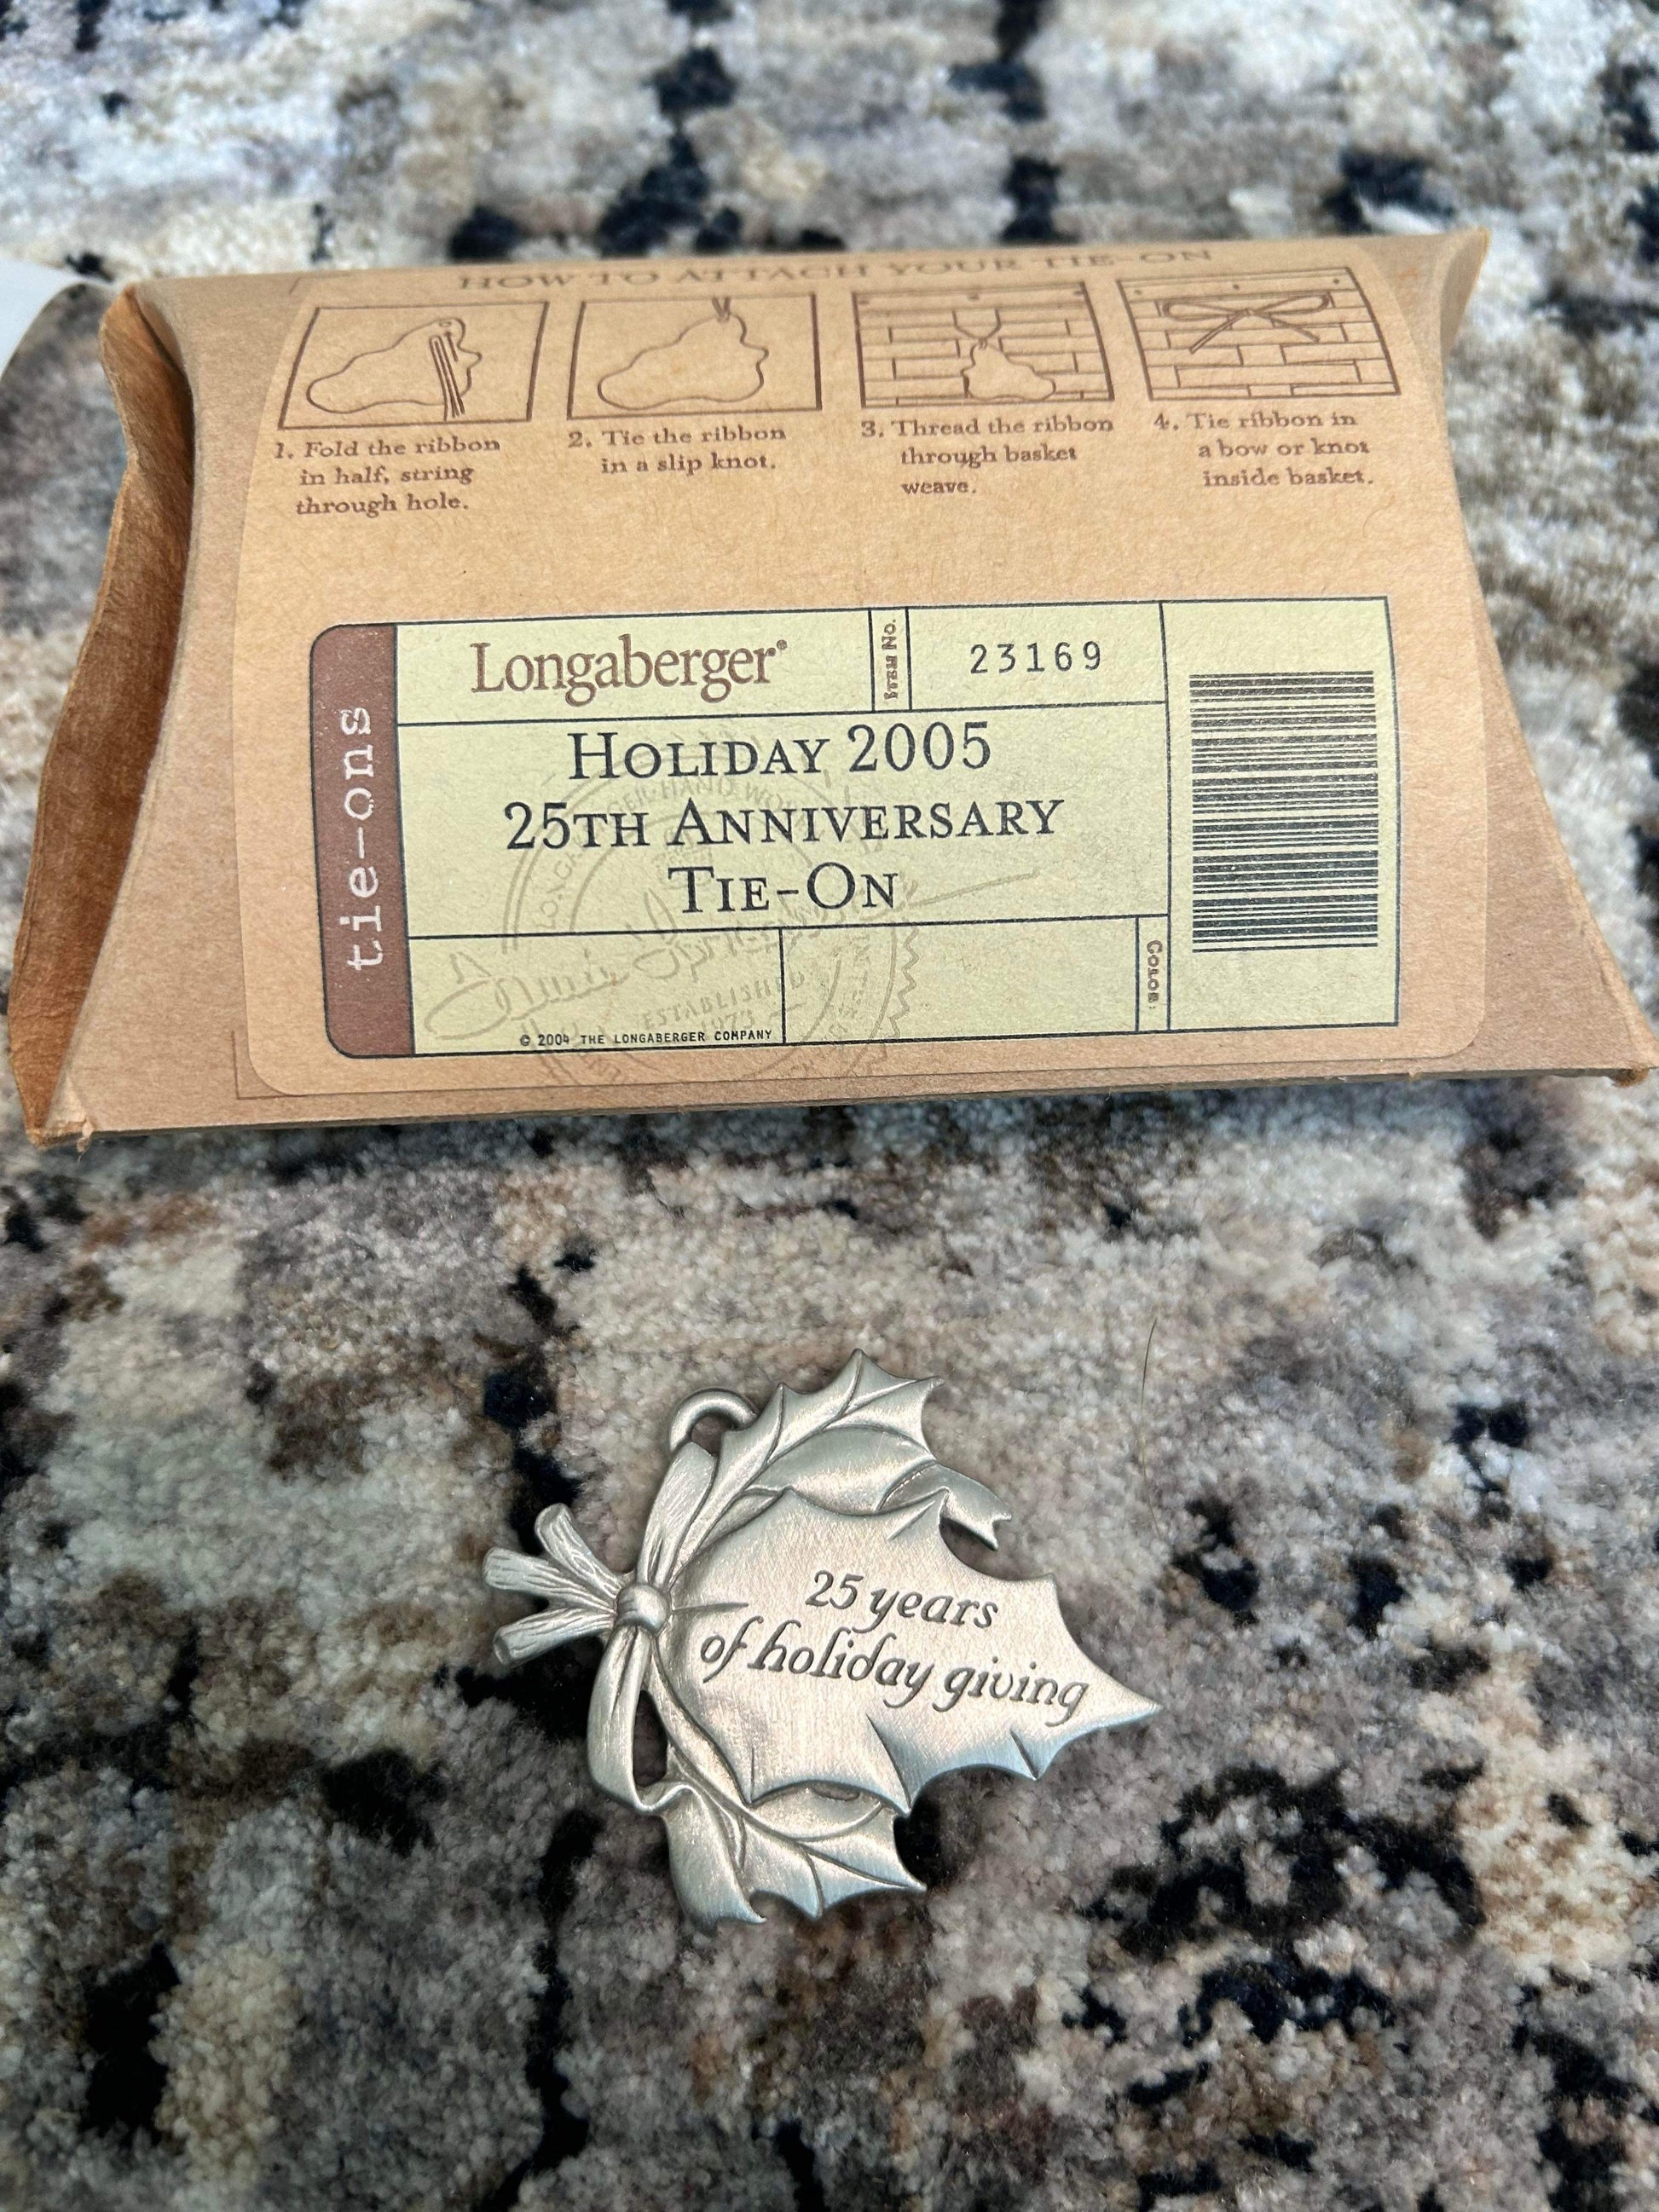 HOW TO ATTACH YOUR TIE-ON
1. Fold the ribbon
in half, string
through hole.
2. Tie the ribbon
in a slip knot.
3. Thread the ribbon
through basket
weave.
4. Tie ribbon in
a bow or knot
inside basket.
tie-ons
Longaberger®
Item No.
23169
HOLIDAY 2005
25TH ANNIVERSARY
TIE-ON
ESTABLISHED
1973
© 2004 THE LONGABERGER COMPANY
Color:
25 years
of holiday giving